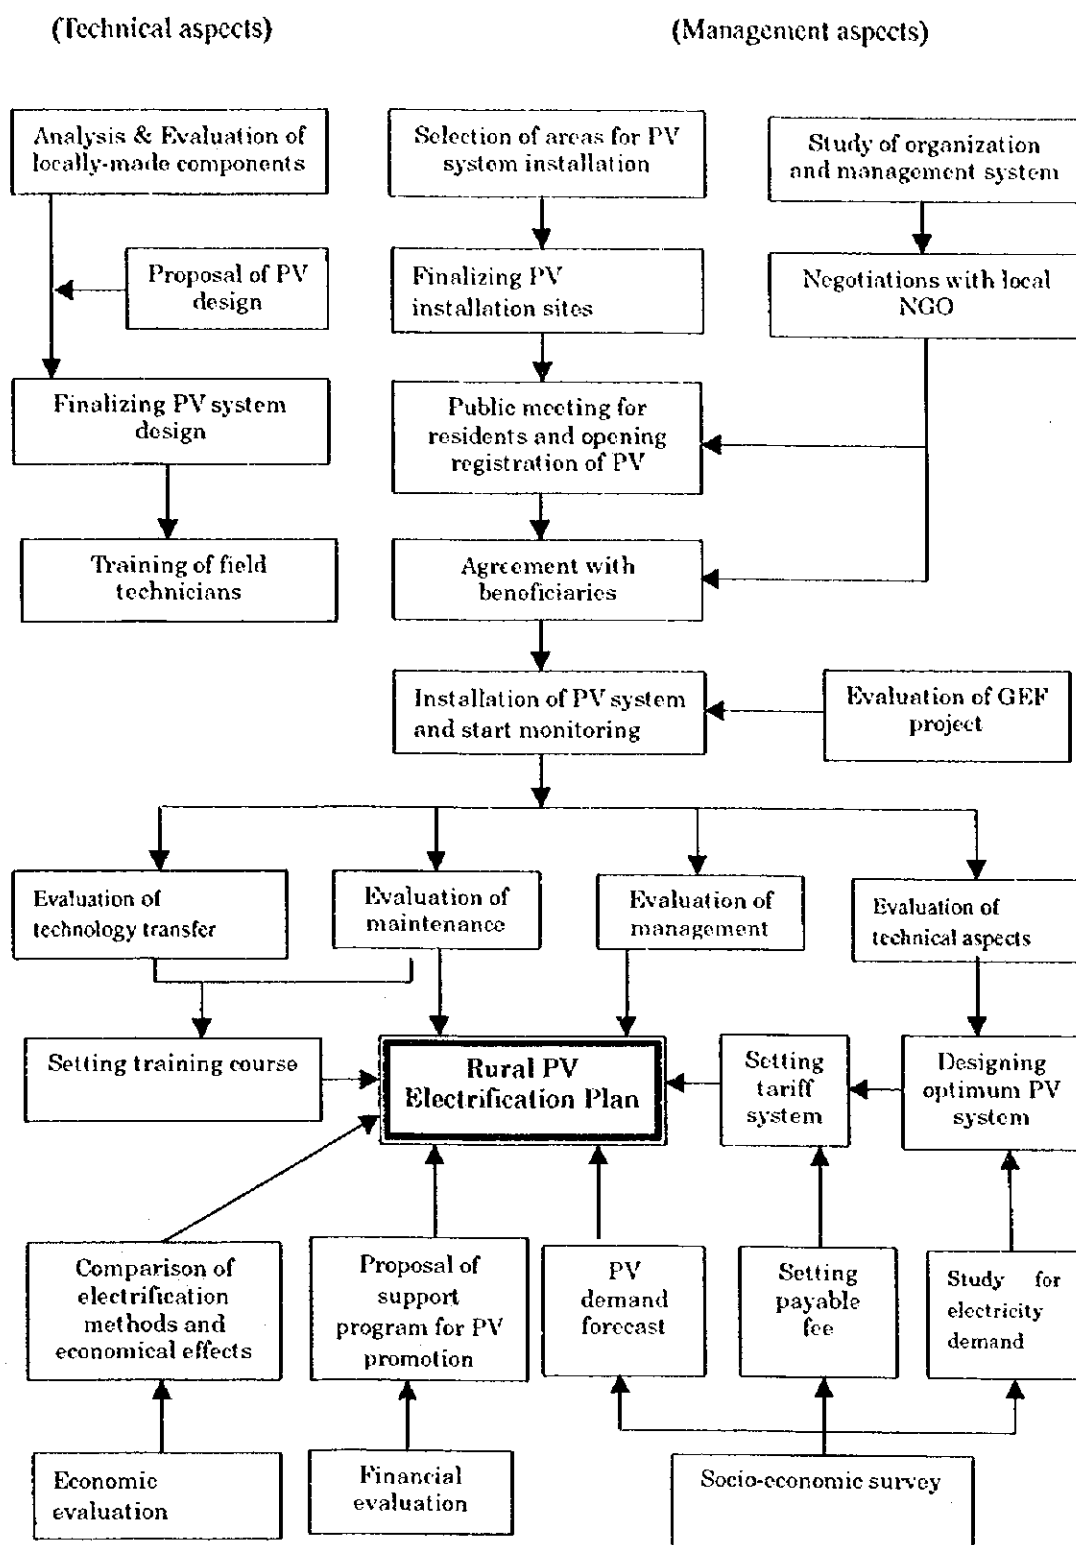 (Technical aspects)
(Management aspects)
Analysis & Evaluation of
locally-made components
Selection of areas for PV
system installation
Study of organization
and management system
Proposal of PV
design
Finalizing PV
installation sites
Negotiations with local
NGO
Finalizing PV system
design
Public meeting for
residents and opening
registration of PV
Training of field
technicians
Agreement with
beneficiaries
Installation of PV system
and start monitoring
Evaluation of GEF
project
Evaluation of
technology transfer
Evaluation of
maintenance
Evaluation of
management
Evaluation of
technical aspects
Setting training course
Rural PV
Electrification Plan
Setting
tariff
system
Designing
optimum PV
system
Comparison of
electrification
methods and
economical effects
Proposal of
support
program for PV
promotion
PV
demand
forecast
Setting
payable
fee
Study for
electricity
demand
Economic
evaluation
Financial
evaluation
Socio-economic survey